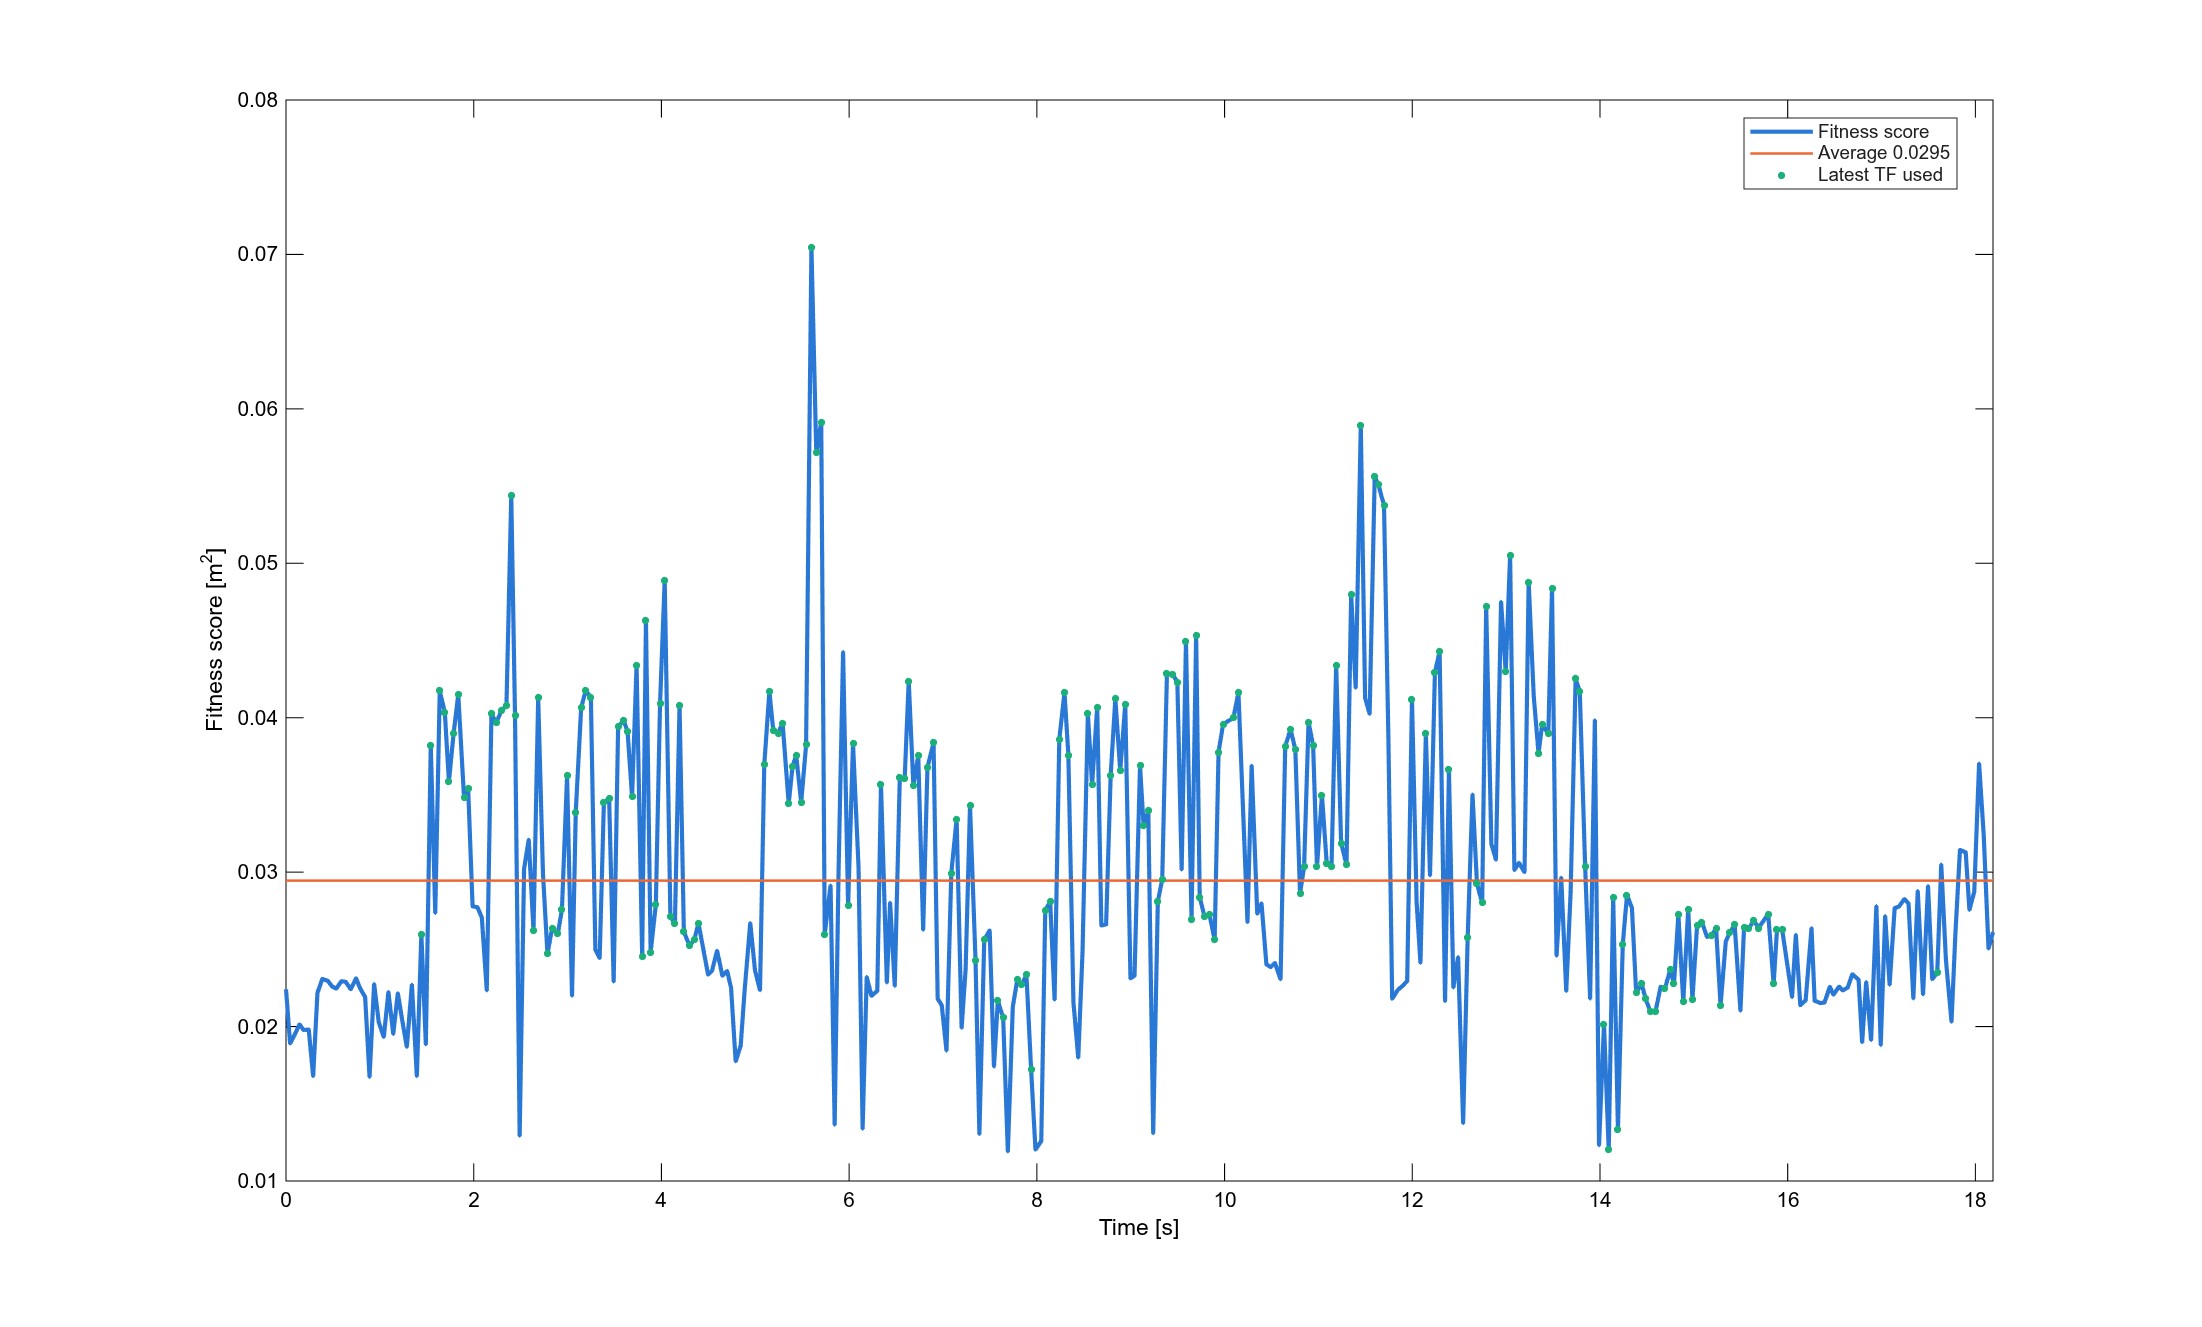 0.08
0.07
0.06
0.05
0.04
0.03
0.02
0.01
Fitness score [m²]
Fitness score
Average 0.0295
Latest TF used
0 2 4 6 8 10 12 14 16 18
Time [s]